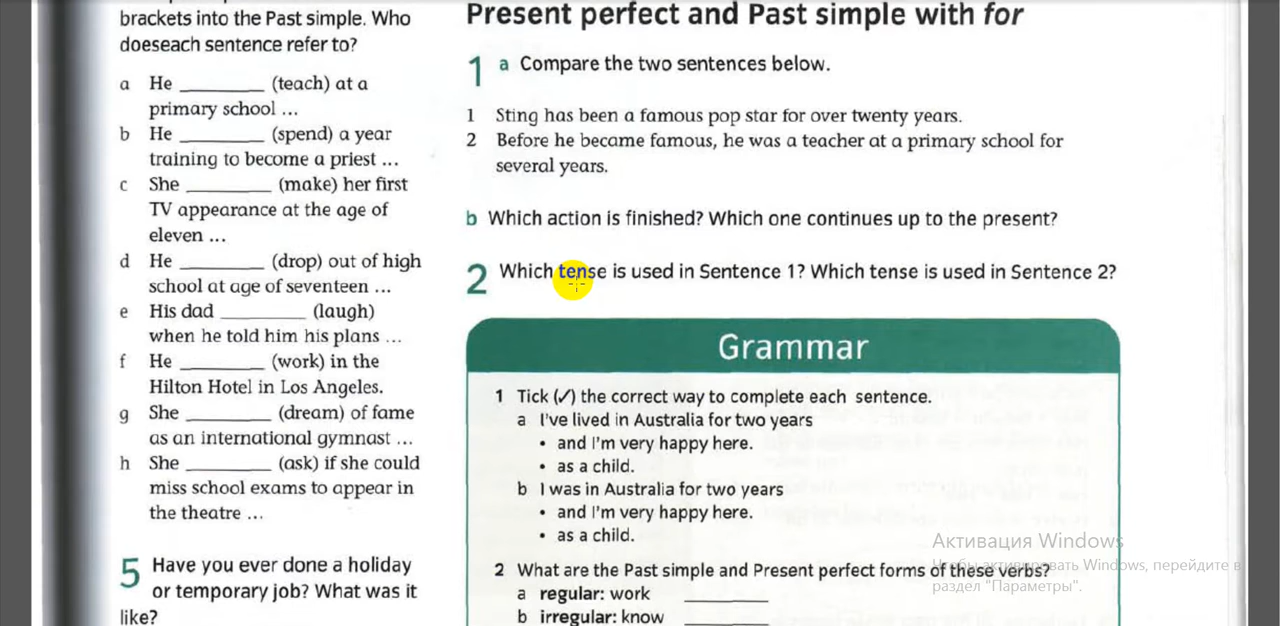 brackets into the Past simple. Who
doeseach sentence refer to?
a He ________ (teach) at a
primary school ...
b He ________ (spend) a year
training to become a priest ...
c She ________ (make) her first
TV appearance at the age of
eleven ...
d He ________ (drop) out of high
school at age of seventeen ...
e His dad ________ (laugh)
when he told him his plans ...
f He ________ (work) in the
Hilton Hotel in Los Angeles.
g She ________ (dream) of fame
as an international gymnast ...
h She ________ (ask) if she could
miss school exams to appear in
the theatre ...
5 Have you ever done a holiday
or temporary job? What was it
like?
Present perfect and Past simple with for
1 a Compare the two sentences below.
1 Sting has been a famous pop star for over twenty years.
2 Before he became famous, he was a teacher at a primary school for
several years.
b Which action is finished? Which one continues up to the present?
2 Which tense is used in Sentence 1? Which tense is used in Sentence 2?
Grammar
1 Tick (✓) the correct way to complete each sentence.
a I've lived in Australia for two years
• and I'm very happy here.
• as a child.
b I was in Australia for two years
• and I'm very happy here.
• as a child.
2 What are the Past simple and Present perfect forms of these verbs?
a regular: work ________
b irregular: know ________
Активация Windows
Чтобы активировать Windows, перейдите в
раздел "Параметры".